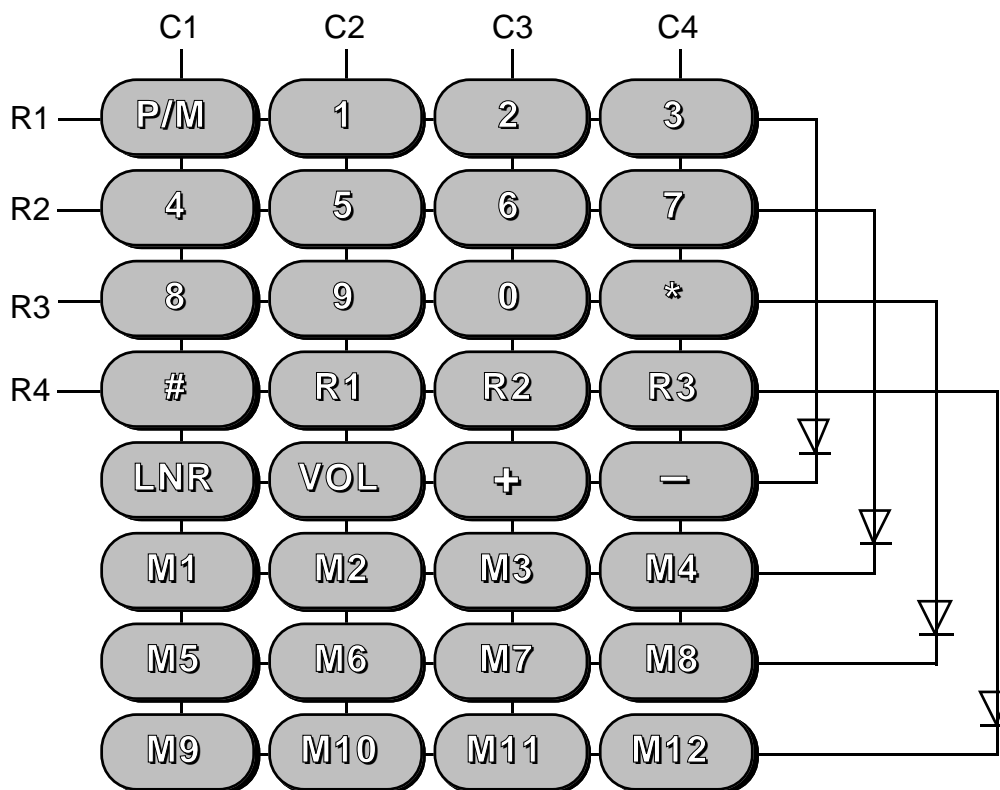 C1 C2 C3 C4
R1 P/M 1 2 3
R2 4 5 6 7
R3 8 9 0 *
R4 # R1 R2 R3
LNR VOL + −
M1 M2 M3 M4
M5 M6 M7 M8
M9 M10 M11 M12